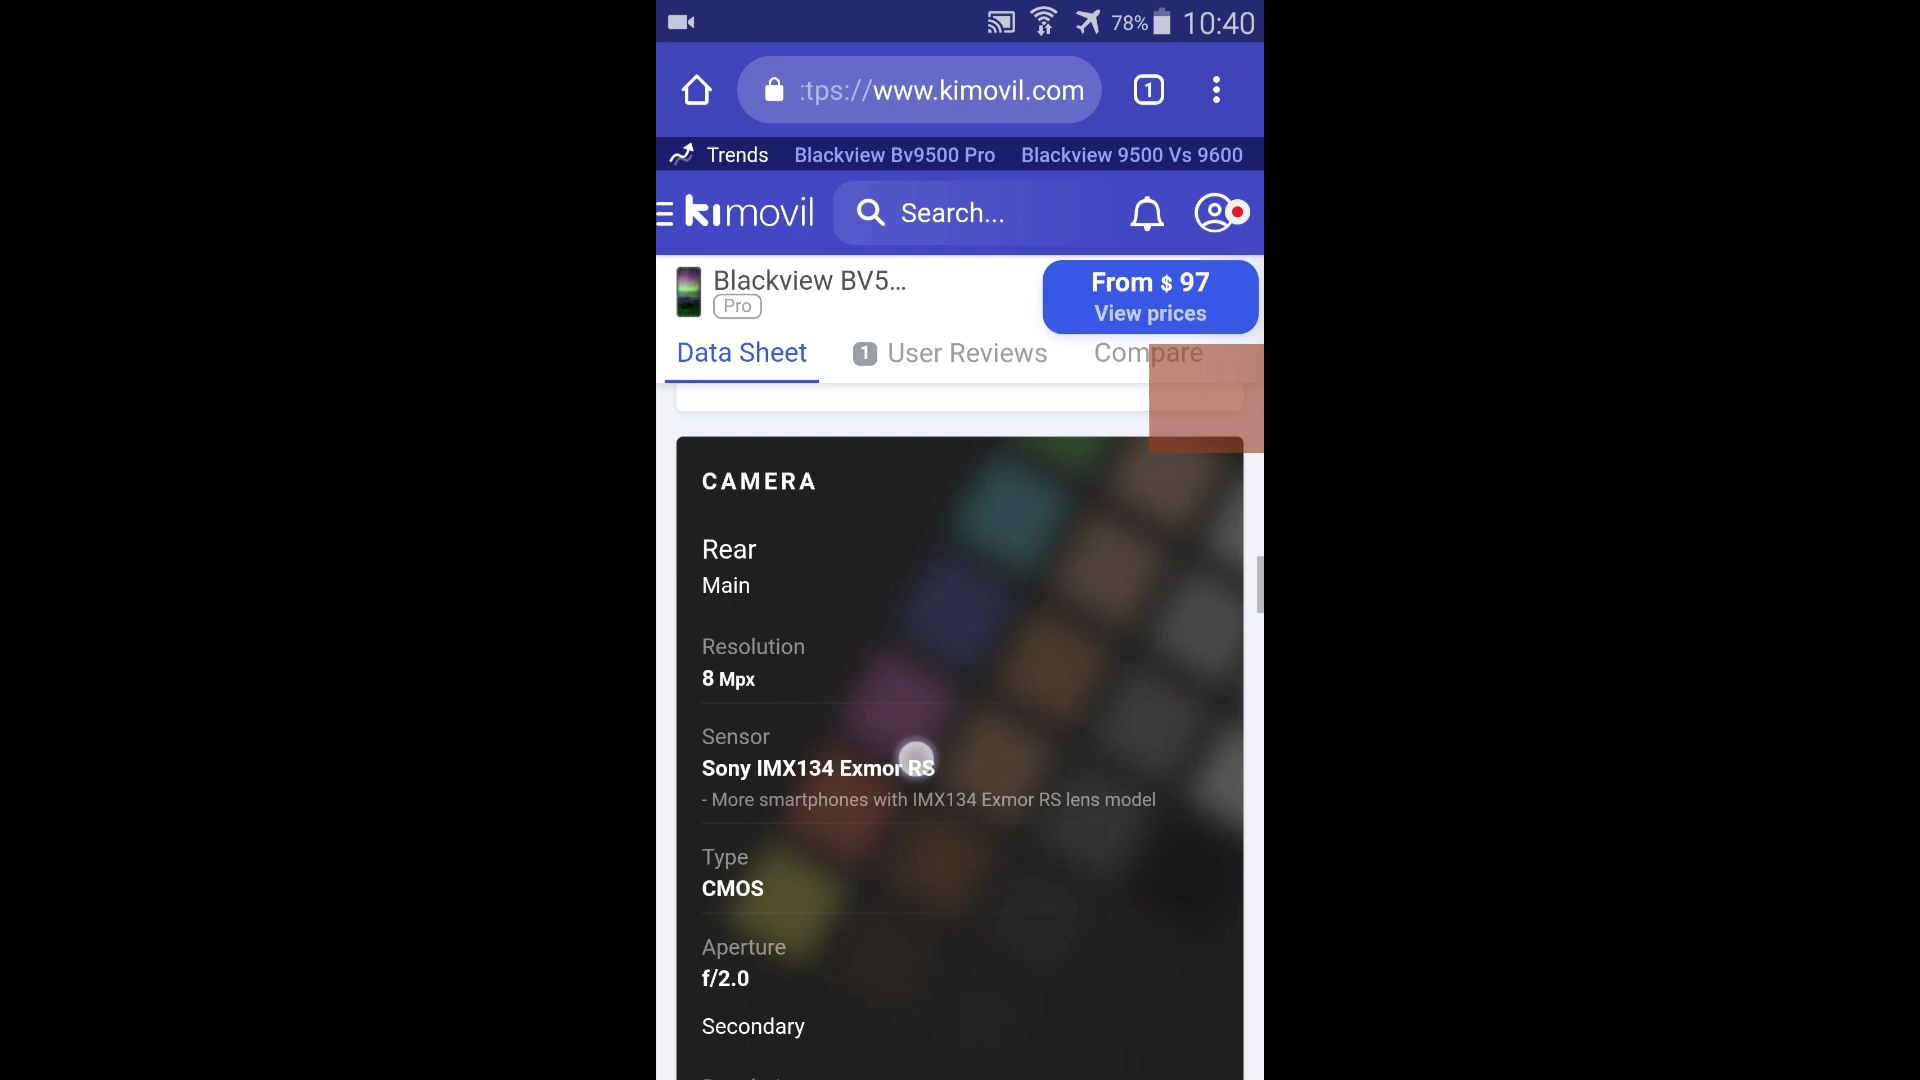 78% 10:40
ttps://www.kimovil.com 1
Trends Blackview Bv9500 Pro Blackview 9500 Vs 9600
kimovil Search...
Blackview BV5...
Pro
From $ 97
View prices
Data Sheet 1 User Reviews Compare
CAMERA
Rear
Main
Resolution
8 Mpx
Sensor
Sony IMX134 Exmor RS
- More smartphones with IMX134 Exmor RS lens model
Type
CMOS
Aperture
f/2.0
Secondary